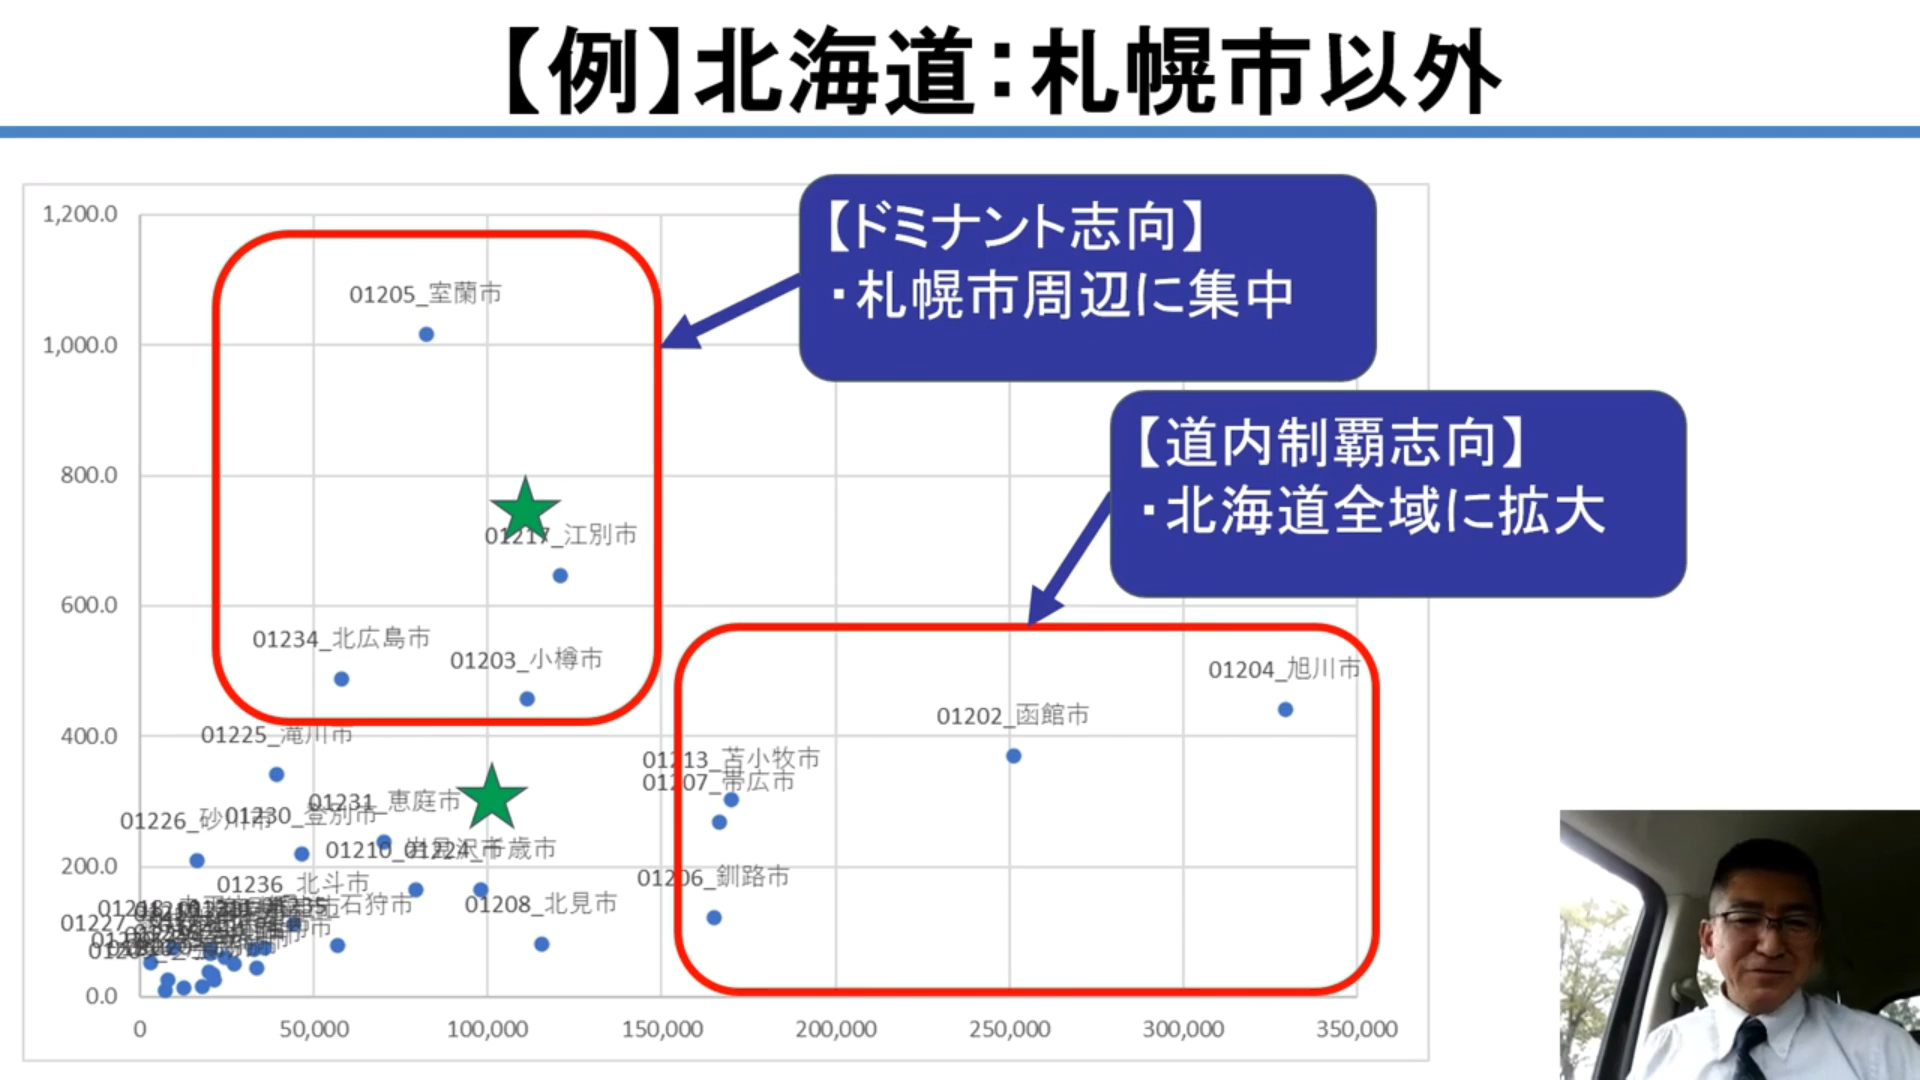 【例】北海道：札幌市以外
【ドミナント志向】
・札幌市周辺に集中
【道内制覇志向】
・北海道全域に拡大
1,200.0
1,000.0
800.0
600.0
400.0
200.0
0.0
01205_室蘭市
01217_江別市
01234_北広島市
01203_小樽市
01204_旭川市
01202_函館市
01225_滝川市
01213_苫小牧市
01207_帯広市
01231_恵庭市
01230_登別市
01226_砂川市
01210_岩見沢市
01224_千歳市
01206_釧路市
01236_北斗市
01208_北見市
01235_石狩市
0
50,000
100,000
150,000
200,000
250,000
300,000
350,000